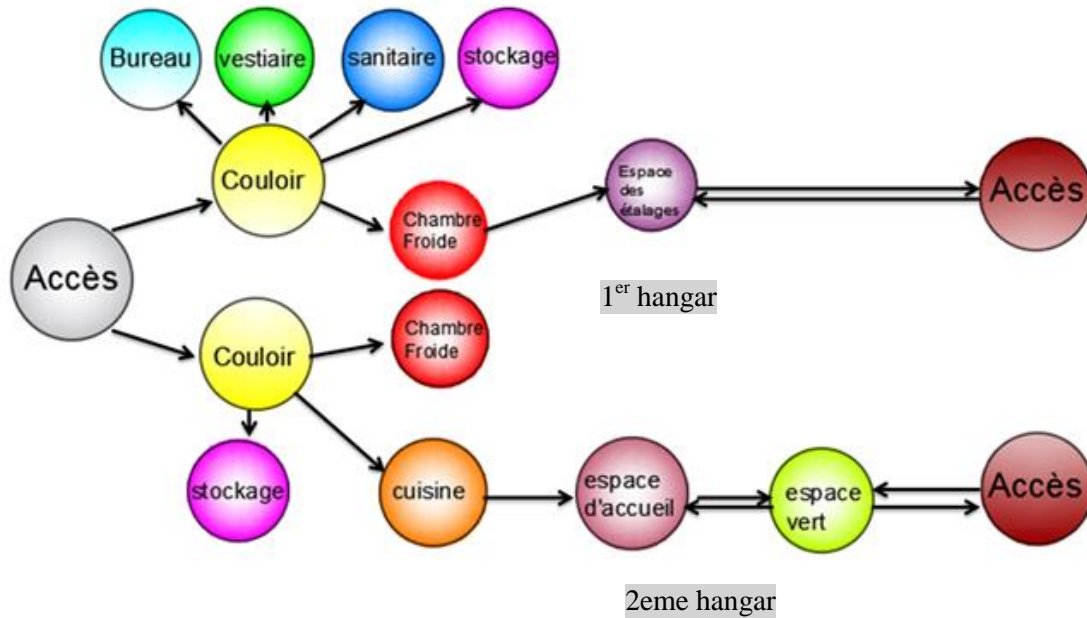 Bureau
vestiaire
sanitaire
stockage
Couloir
Chambre
Froide
Espace
des
étalages
Accès
Accès
1er hangar
Couloir
Chambre
Froide
stockage
cuisine
espace
d'accueil
espace
vert
Accès
2eme hangar